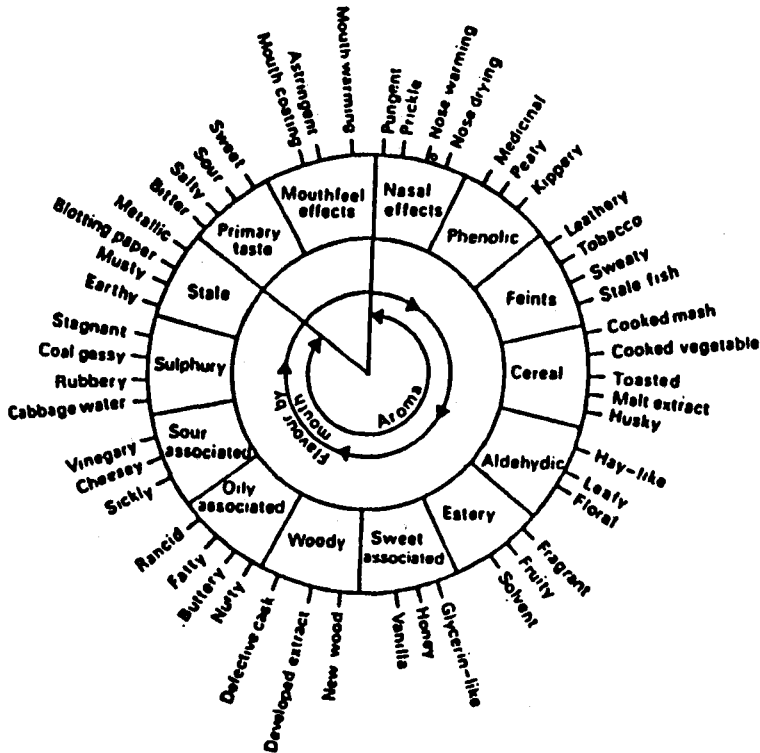 Mouth warming
Pungent
Prickle
Nose warming
Nose drying
Medicinal
Peaty
Kippery
Leathery
Tobacco
Sweaty
Stale fish
Cooked mash
Cooked vegetable
Toasted
Malt extract
Husky
Hay-like
Leafy
Floral
Fragrant
Fruity
Solvent
Glycerin-like
Honey
Vanilla
New wood
Developed extract
Defective cask
Nutty
Buttery
Fatty
Rancid
Sickly
Cheesey
Vinegary
Cabbage water
Rubbery
Coal gassy
Stagnant
Earthy
Musty
Blotting paper
Metallic
Bitter
Salty
Sour
Sweet
Mouth coating
Astringent
Mouthfeel
effects
Nasal
effects
Phenolic
Feints
Cereal
Aldehydic
Estery
Sweet
associated
Woody
Oily
associated
Sour
associated
Sulphury
Stale
Primary
taste
Aroma
Flavour by
mouth